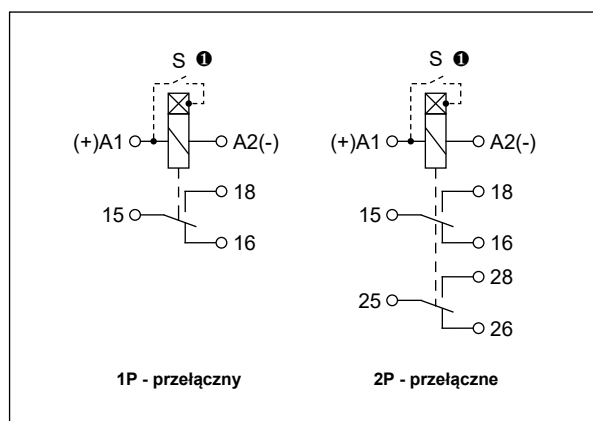 S ❶ S ❶
(+)A1 A2(-) (+)A1 A2(-)
18 18
15 15
16 16
28
25
26
1P - przełączny 2P - przełączne